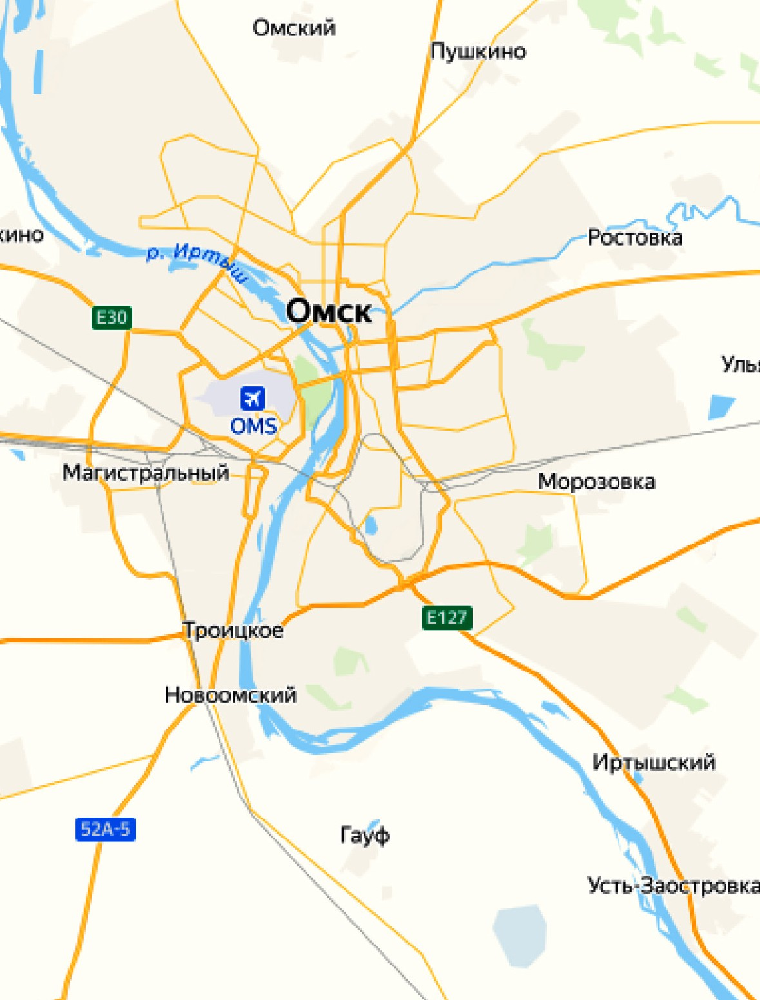 Омский
Пушкино
кино
Ростовка
р. Иртыш
Омск
E30
Улья
OMS
Магистральный
Морозовка
E127
Троицкое
Новоомский
Иртышский
52А-5
Гауф
Усть-Заостровка